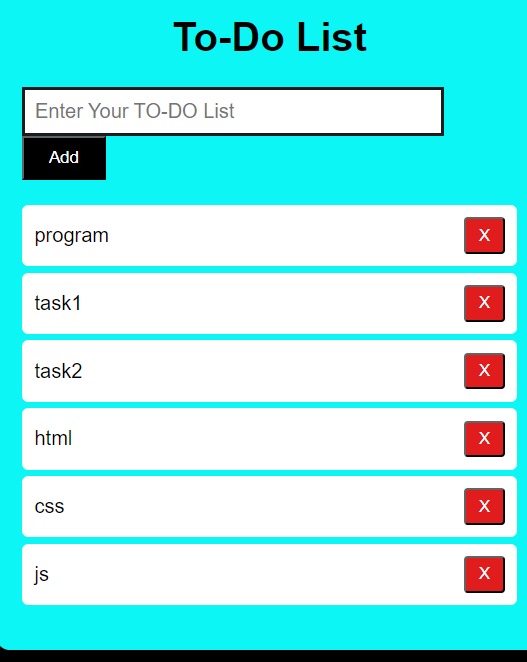 To-Do List
Enter Your TO-DO List
Add
program X
task1 X
task2 X
html X
css X
js X